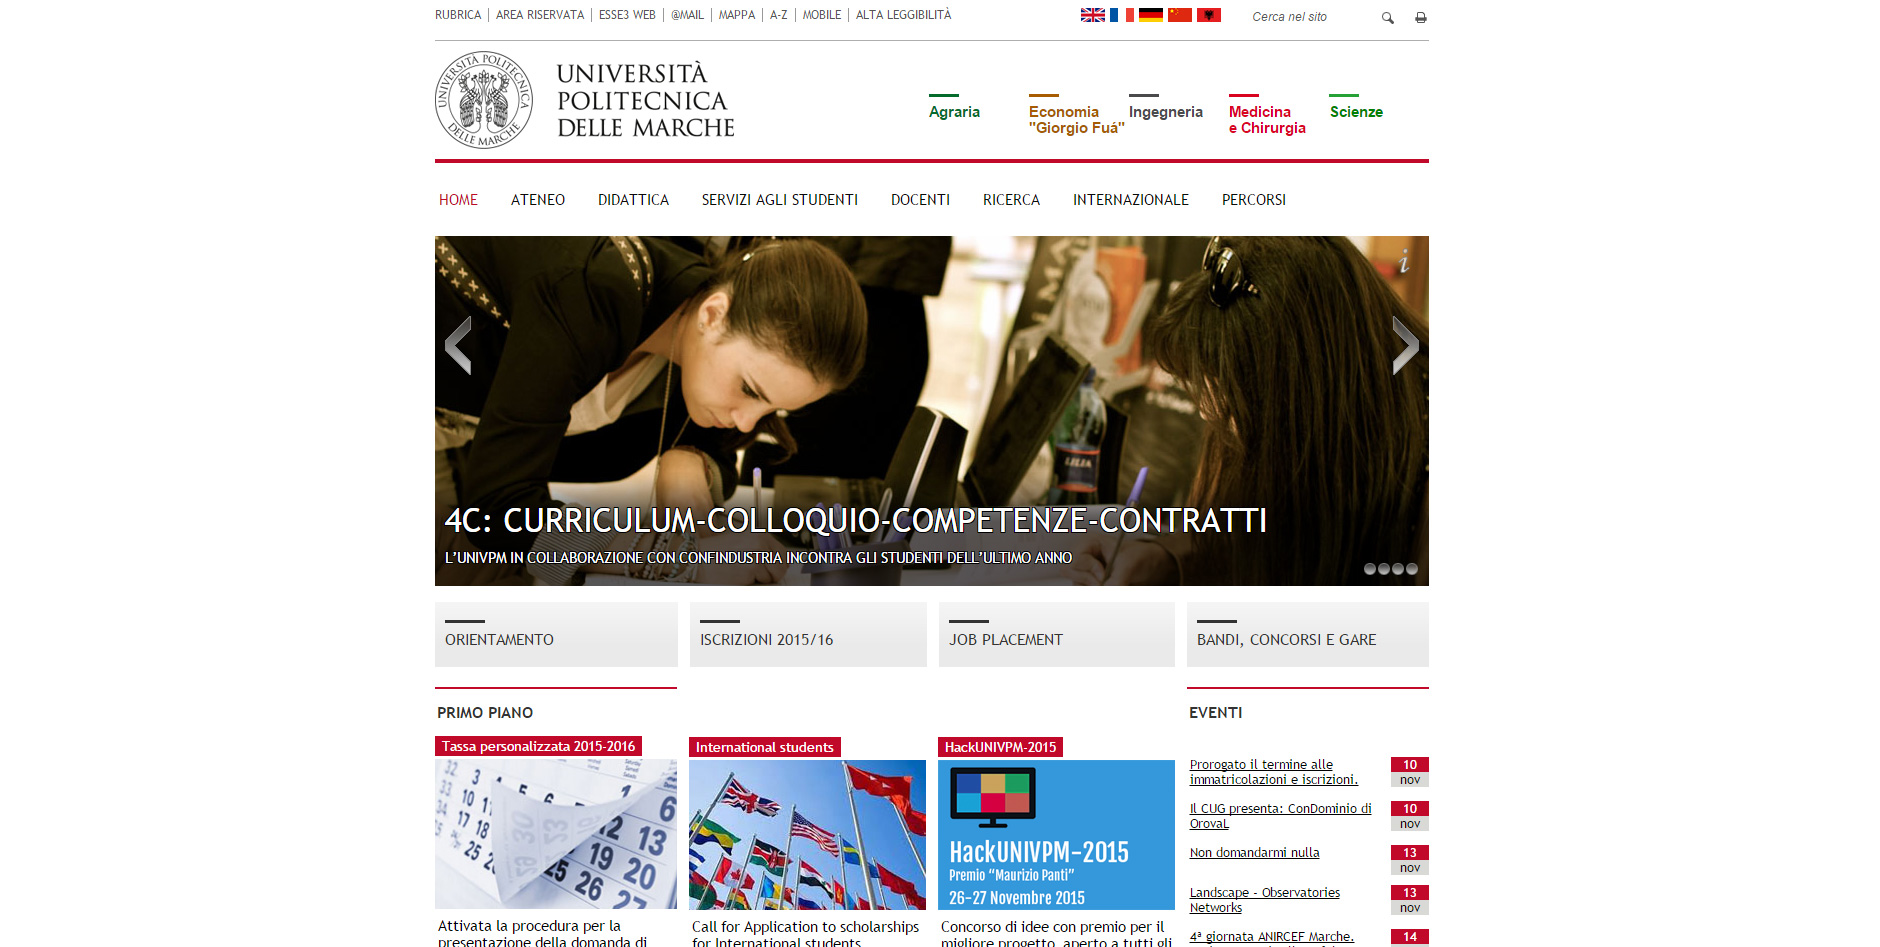 RUBRICA
AREA RISERVATA
ESSE3 WEB
@MAIL
MAPPA
A-Z
MOBILE
ALTA LEGGIBILITÀ
Cerca nel sito
UNIVERSITÀ POLITECNICA DELLE MARCHE
UNIVERSITÀ
POLITECNICA
DELLE MARCHE
Agraria
Economia
"Giorgio Fuá"
Ingegneria
Medicina
e Chirurgia
Scienze
HOME
ATENEO
DIDATTICA
SERVIZI AGLI STUDENTI
DOCENTI
RICERCA
INTERNAZIONALE
PERCORSI
i
LILIA
4C: CURRICULUM-COLLOQUIO-COMPETENZE-CONTRATTI
L'UNIVPM IN COLLABORAZIONE CON CONFINDUSTRIA INCONTRA GLI STUDENTI DELL'ULTIMO ANNO
ORIENTAMENTO
ISCRIZIONI 2015/16
JOB PLACEMENT
BANDI, CONCORSI E GARE
PRIMO PIANO
Tassa personalizzata 2015-2016
Attivata la procedura per la
presentazione della domanda di
International students
Call for Application to scholarships
for International students
HackUNIVPM-2015
HackUNIVPM-2015
Premio "Maurizio Panti"
26-27 Novembre 2015
Concorso di idee con premio per il
migliore progetto, aperto a tutti gli
EVENTI
Prorogato il termine alle
immatricolazioni e iscrizioni.
10
nov
Il CUG presenta: ConDominio di
OrovaL
10
nov
Non domandarmi nulla
13
nov
Landscape - Observatories
Networks
13
nov
4ª giornata ANIRCEF Marche.
14